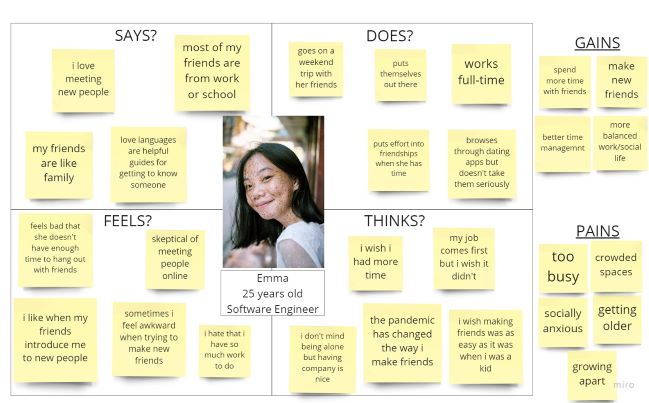 SAYS?
i love
meeting
new people
most of my
friends are
from work
or school
my friends
are like
family
love languages
are helpful
guides for
getting to know
someone
DOES?
goes on a
weekend
trip with
her friends
puts
themselves
out there
works
full-time
puts effort into
friendships
when she has
time
browses
through dating
apps but
doesn't take
them seriously
FEELS?
feels bad that
she doesn't
have enough
time to hang out
with friends
skeptical of
meeting
people
online
i like when my
friends
introduce me
to new people
sometimes i
feel awkward
when trying to
make new
friends
i hate that i
have so
much work
to do
Emma
25 years old
Software Engineer
THINKS?
i wish i
had more
time
my job
comes first
but i wish it
didn't
i don't mind
being alone
but having
company is
nice
the pandemic
has changed
the way i
make friends
i wish making
friends was as
easy as it was
when i was a
kid
GAINS
spend
more time
with friends
make
new
friends
better time
managemnt
more
balanced
work/social
life
PAINS
too
busy
crowded
spaces
socially
anxious
getting
older
growing
apart
miro